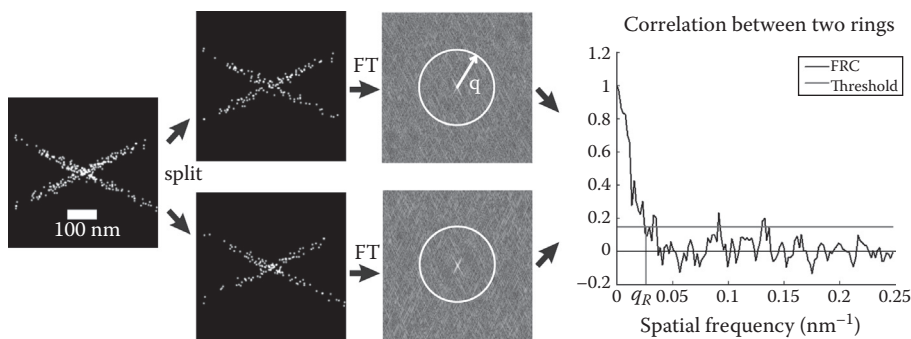 100 nm
split
FT
FT
q
Correlation between two rings
FRC
Threshold
1.2
1
0.8
0.6
0.4
0.2
0
−0.2
0 q_R 0.05 0.1 0.15 0.2 0.25
Spatial frequency (nm⁻¹)